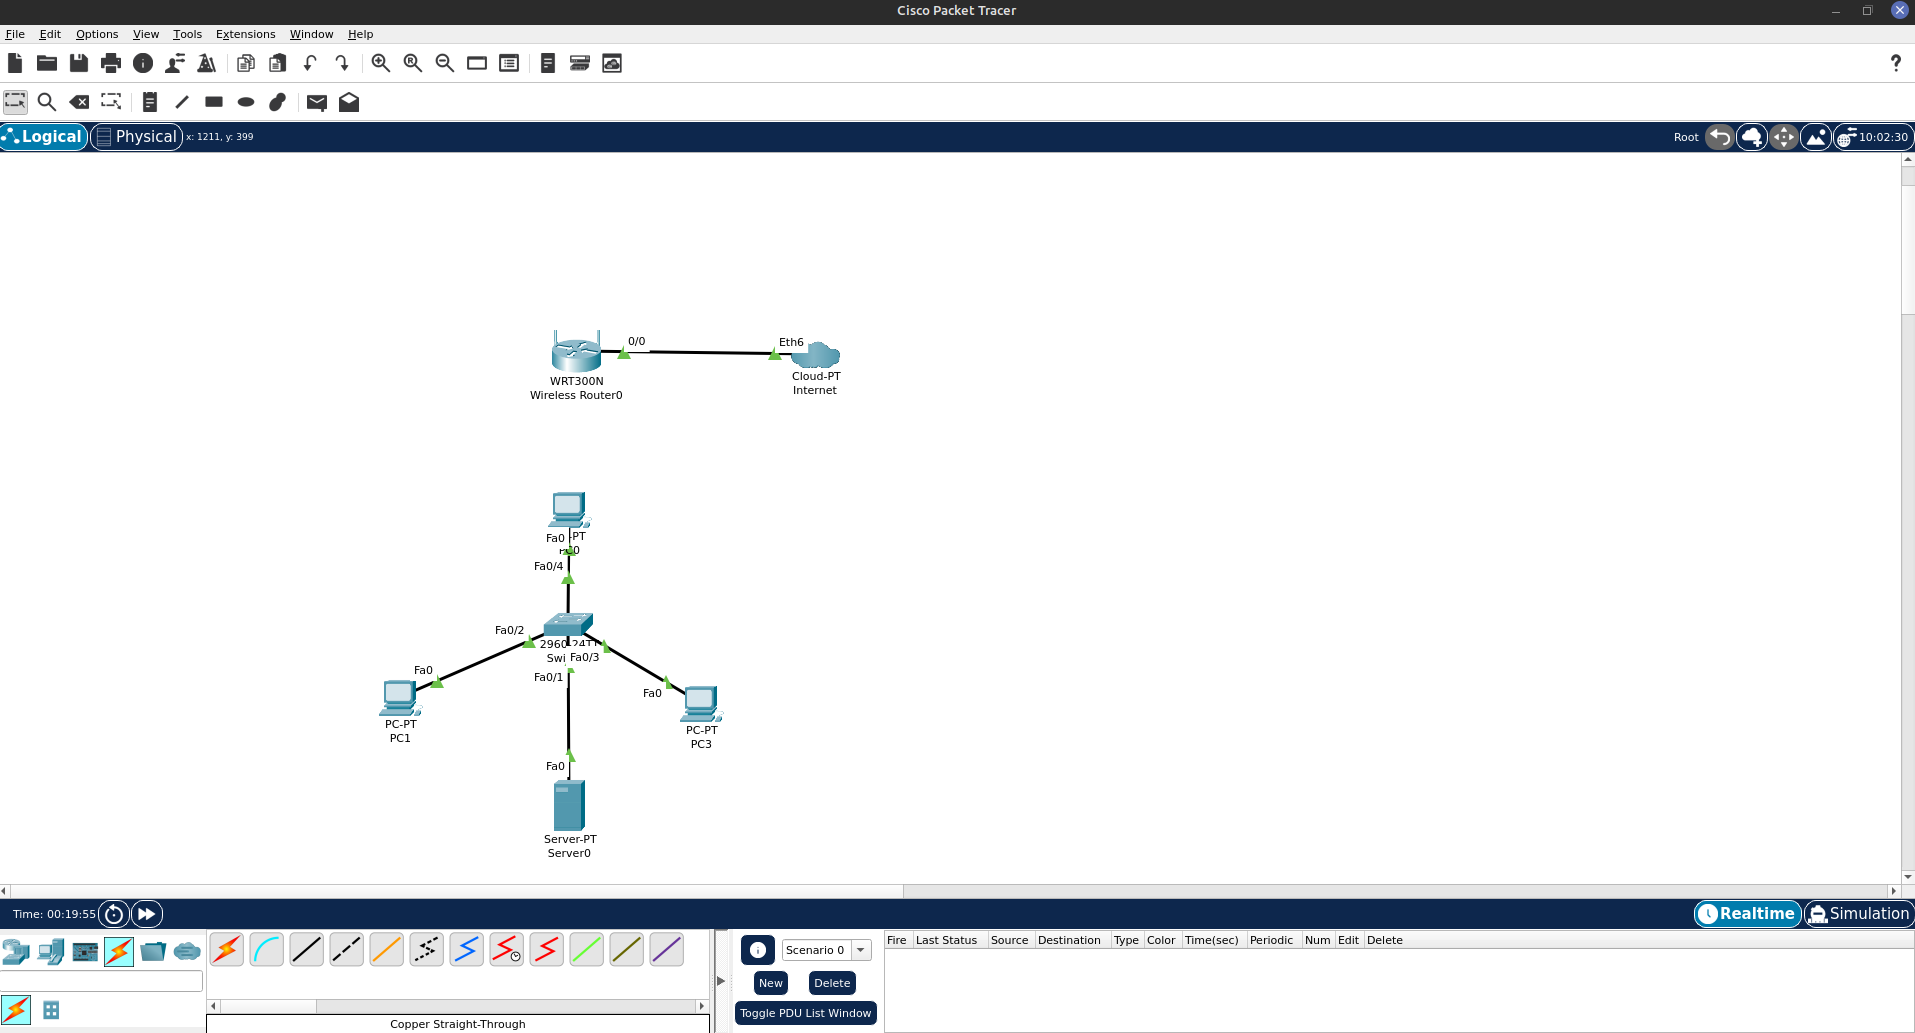 Cisco Packet Tracer
File Edit Options View Tools Extensions Window Help
Logical Physical x: 1211, y: 399 Root 10:02:30
0/0 Eth6
WRT300N
Wireless Router0
Cloud-PT
Internet
Fa0 -PT
0
Fa0/4
Fa0/2
2960-24TT
Swi Fa0/3
Fa0/1
Fa0
PC-PT
PC1
Fa0
PC-PT
PC3
Fa0
Server-PT
Server0
Time: 00:19:55 Realtime Simulation
Scenario 0
New Delete
Toggle PDU List Window
Fire Last Status Source Destination Type Color Time(sec) Periodic Num Edit Delete
Copper Straight-Through